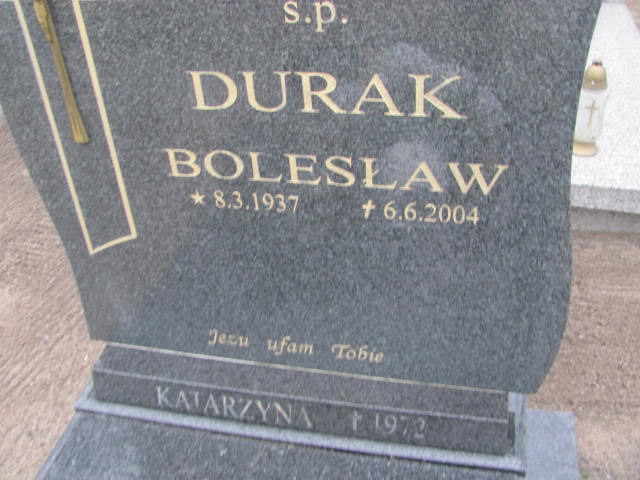 ś.p.
DURAK
BOLESŁAW
★ 8.3.1937 ✝ 6.6.2004
Jezu ufam Tobie
KATARZYNA ✝ 1972